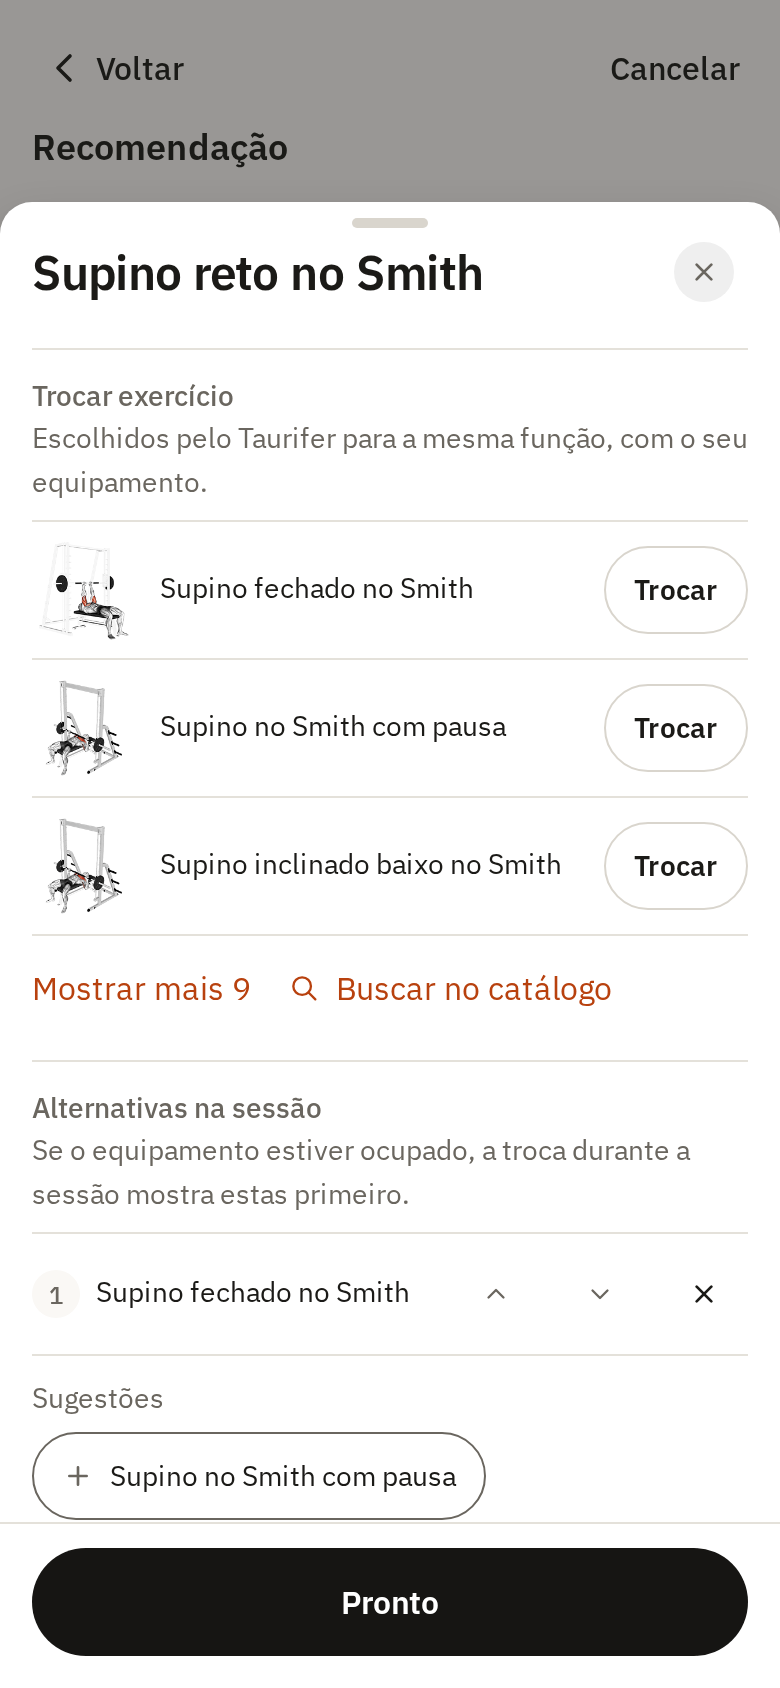 Voltar
Cancelar
Recomendação
Supino reto no Smith
Trocar exercício
Escolhidos pelo Taurifer para a mesma função, com o seu
equipamento.
Supino fechado no Smith
Trocar
Supino no Smith com pausa
Trocar
Supino inclinado baixo no Smith
Trocar
Mostrar mais 9
Buscar no catálogo
Alternativas na sessão
Se o equipamento estiver ocupado, a troca durante a
sessão mostra estas primeiro.
1 Supino fechado no Smith
Sugestões
Supino no Smith com pausa
Pronto